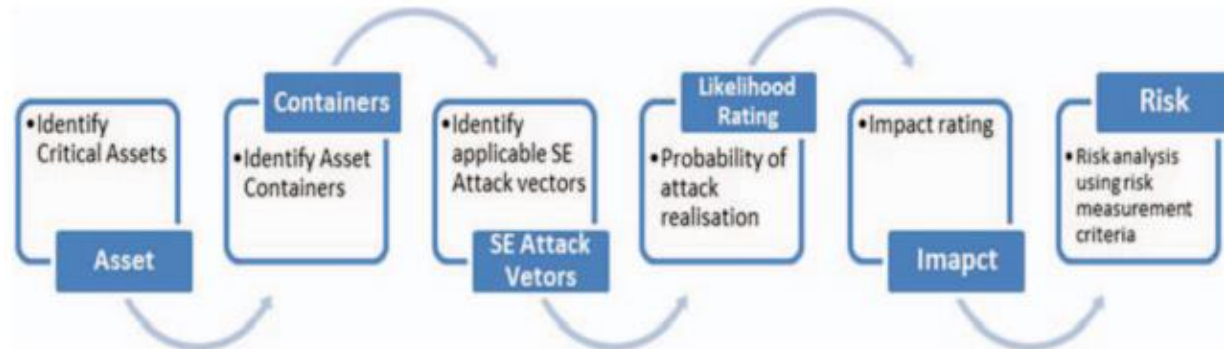 •Identify
Critical Assets
Asset
Containers
•Identify Asset
Containers
•Identify
applicable SE
Attack vectors
SE Attack
Vetors
Likelihood
Rating
•Probability of
attack
realisation
•Impact rating
Imapct
Risk
•Risk analysis
using risk
measurement
criteria